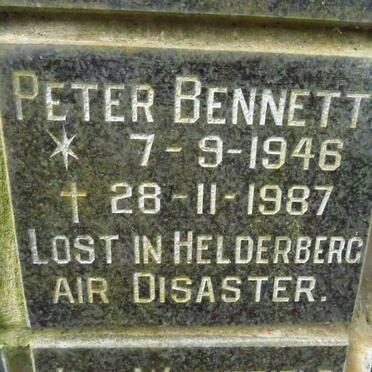 PETER BENNETT
* 7-9-1946
† 28-11-1987
LOST IN HELDERBERG
AIR DISASTER.